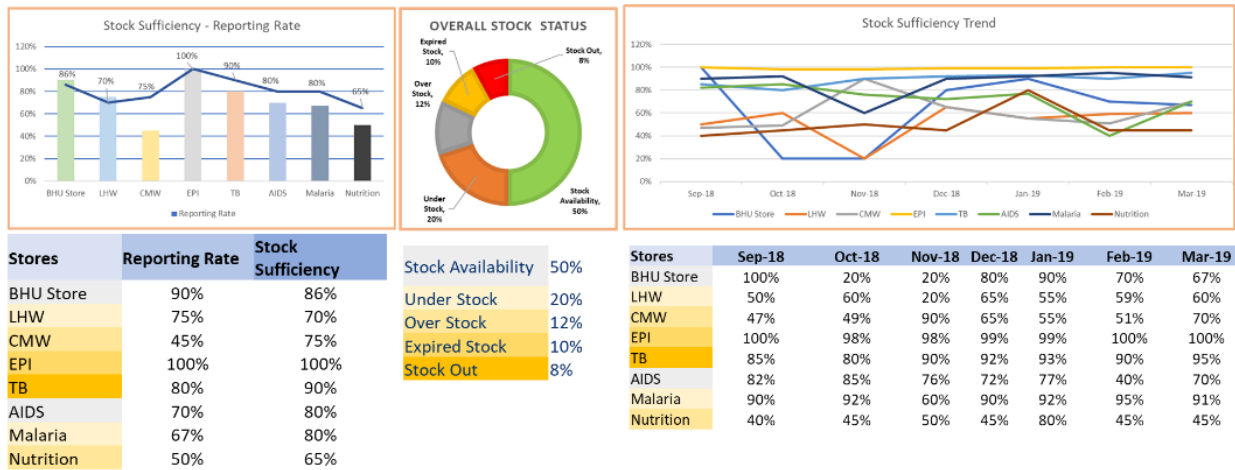 Stock Sufficiency - Reporting Rate
120%
100%
80%
60%
40%
20%
0%
86%
70%
75%
100%
90%
80%
80%
65%
BHU Store LHW CMW EPI TB AIDS Malaria Nutrition
Reporting Rate
OVERALL STOCK STATUS
Expired
Stock,
10%
Stock Out,
8%
Over
Stock,
12%
Under
Stock,
20%
Stock
Availability,
50%
Stock Sufficiency Trend
120%
100%
80%
60%
40%
20%
0%
Sep-18 Oct-18 Nov-18 Dec-18 Jan-19 Feb-19 Mar-19
BHU Store LHW CMW EPI TB AIDS Malaria Nutrition
Stores Reporting Rate Stock
Sufficiency
BHU Store 90% 86%
LHW 75% 70%
CMW 45% 75%
EPI 100% 100%
TB 80% 90%
AIDS 70% 80%
Malaria 67% 80%
Nutrition 50% 65%
Stock Availability 50%
Under Stock 20%
Over Stock 12%
Expired Stock 10%
Stock Out 8%
Stores Sep-18 Oct-18 Nov-18 Dec-18 Jan-19 Feb-19 Mar-19
BHU Store 100% 20% 20% 80% 90% 70% 67%
LHW 50% 60% 20% 65% 55% 59% 60%
CMW 47% 49% 90% 65% 55% 51% 70%
EPI 100% 98% 98% 99% 99% 100% 100%
TB 85% 80% 90% 92% 93% 90% 95%
AIDS 82% 85% 76% 72% 77% 40% 70%
Malaria 90% 92% 60% 90% 92% 95% 91%
Nutrition 40% 45% 50% 45% 80% 45% 45%